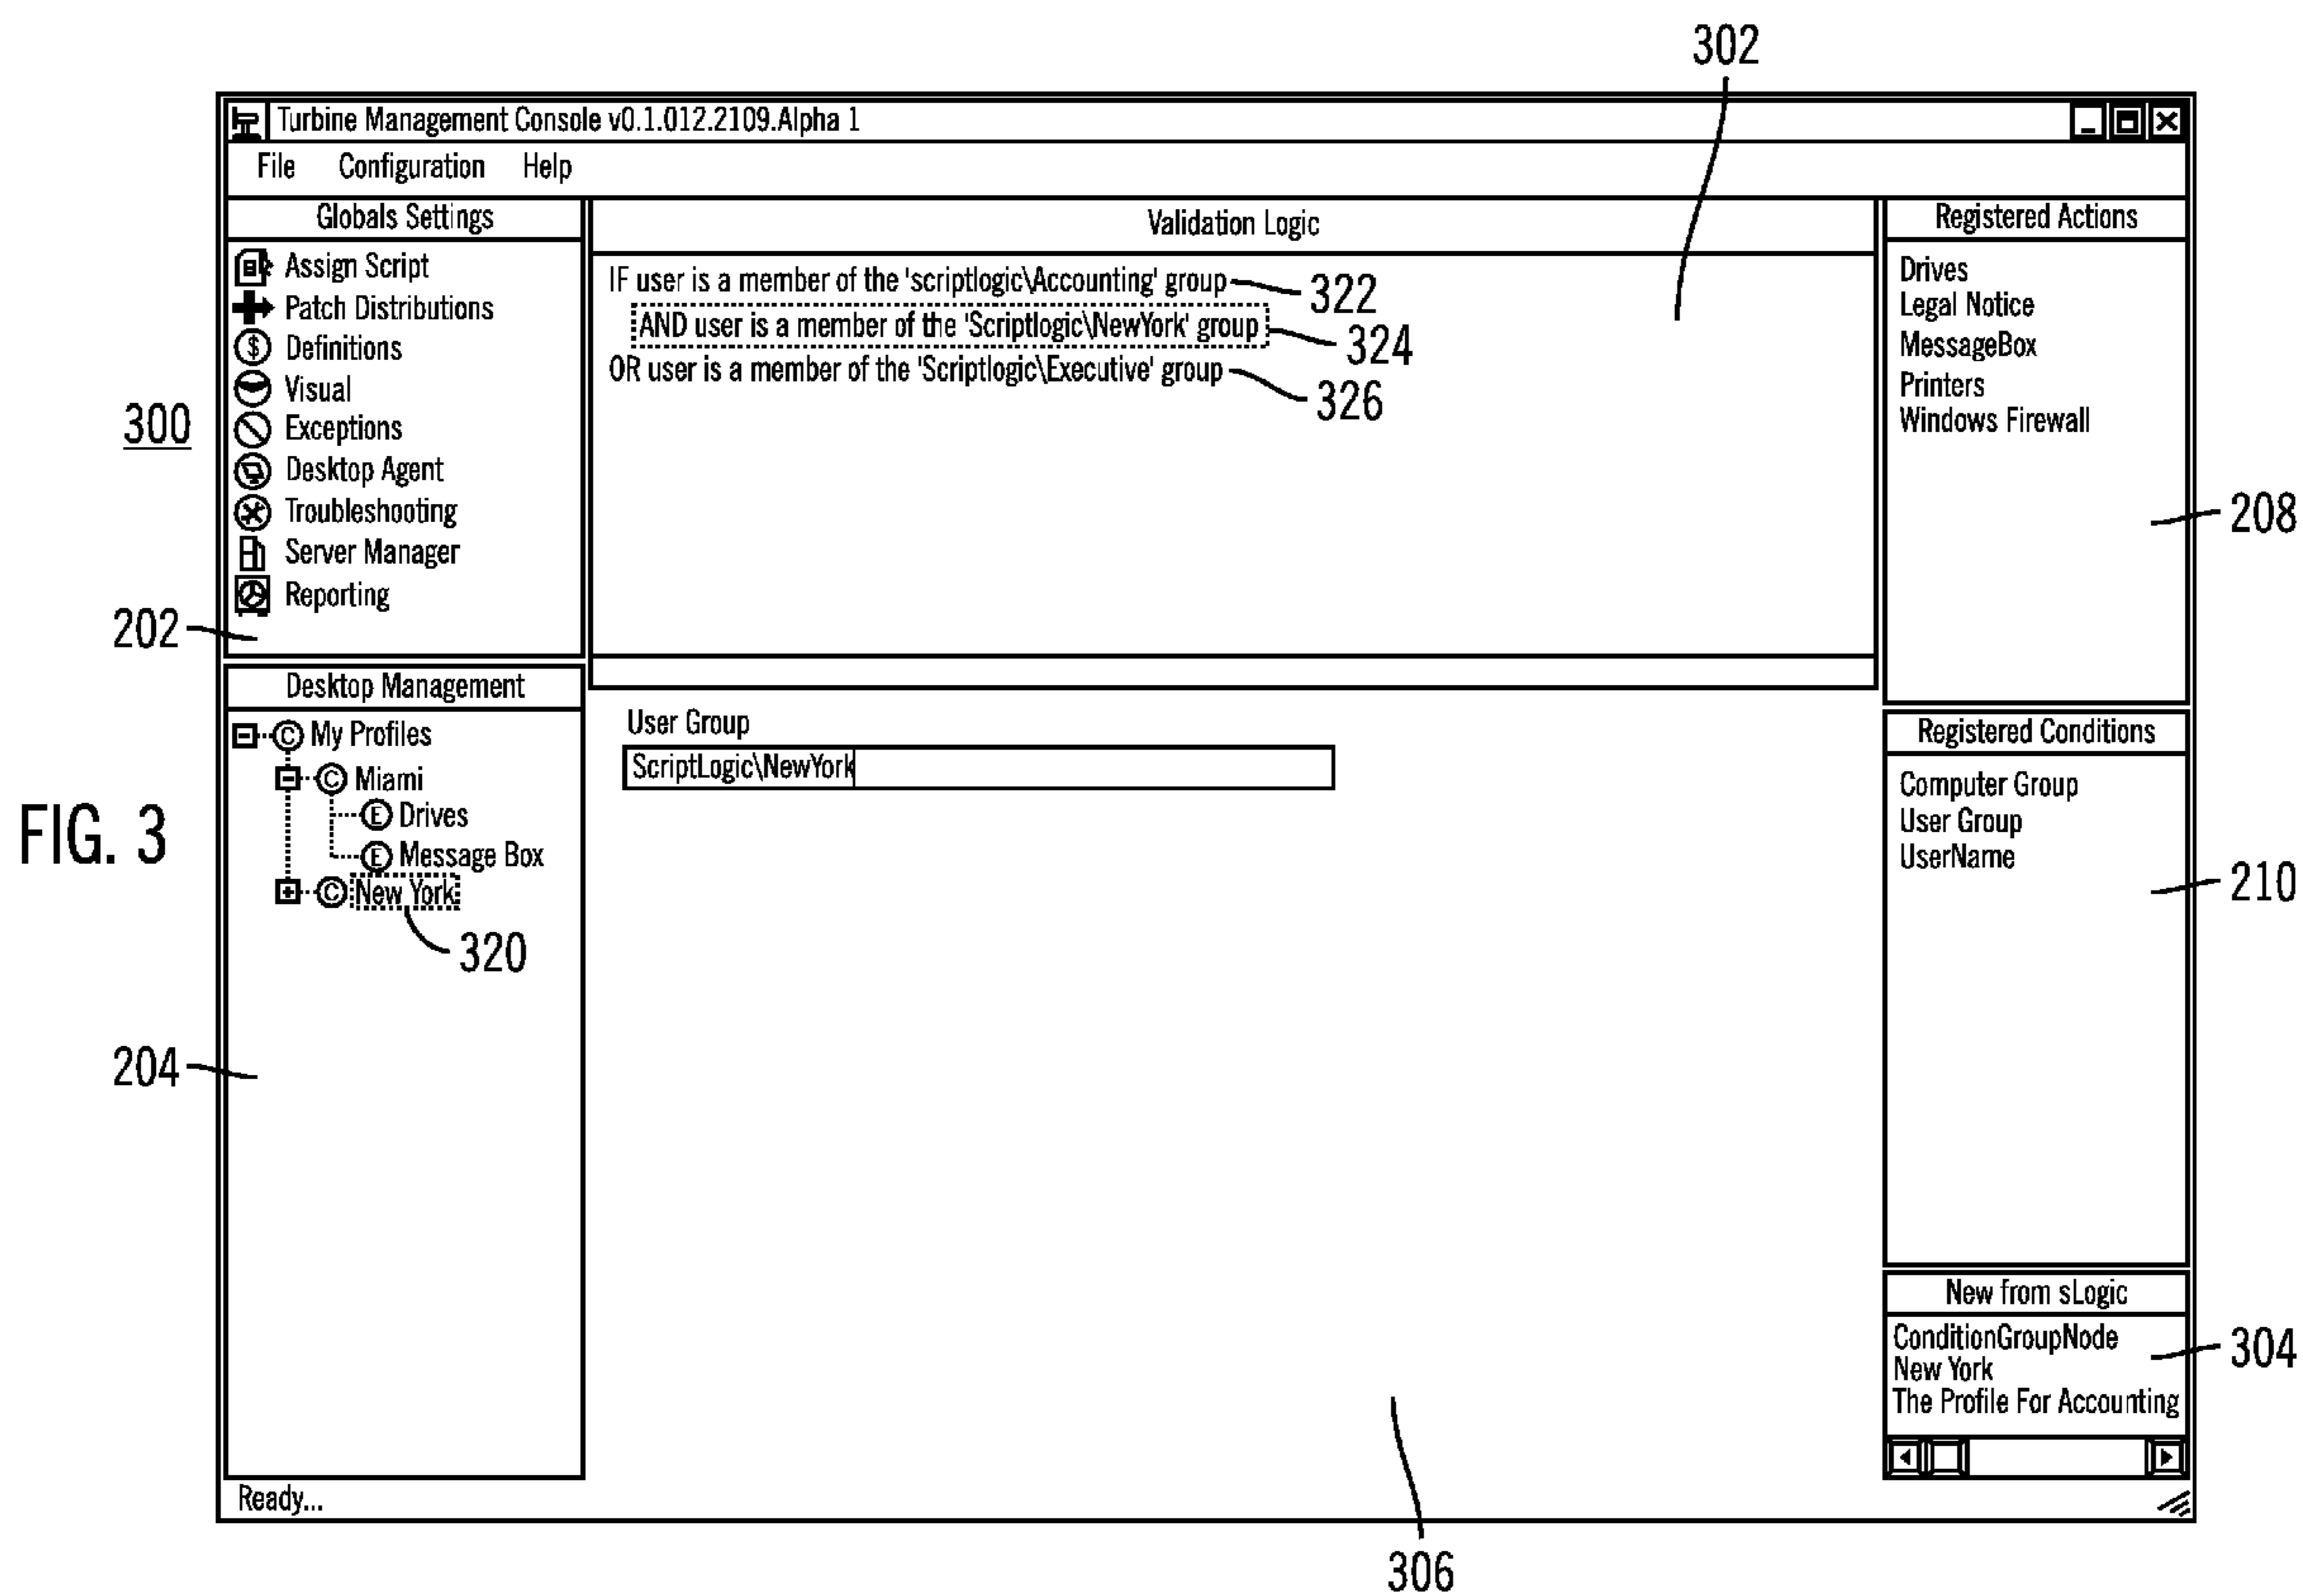 302
Turbine Management Console v0.1.012.2109.Alpha 1
File Configuration Help
Globals Settings
Assign Script
Patch Distributions
$ Definitions
Visual
Exceptions
Desktop Agent
Troubleshooting
Server Manager
Reporting
300
202
Validation Logic
IF user is a member of the 'scriptlogic\Accounting' group 322
AND user is a member of the 'Scriptlogic\NewYork' group 324
OR user is a member of the 'Scriptlogic\Executive' group 326
Registered Actions
Drives
Legal Notice
MessageBox
Printers
Windows Firewall
208
Desktop Management
C My Profiles
C Miami
E Drives
E Message Box
C New York
320
204
FIG. 3
User Group
ScriptLogic\NewYork
Registered Conditions
Computer Group
User Group
UserName
210
New from sLogic
ConditionGroupNode
New York
The Profile For Accounting
304
Ready...
306